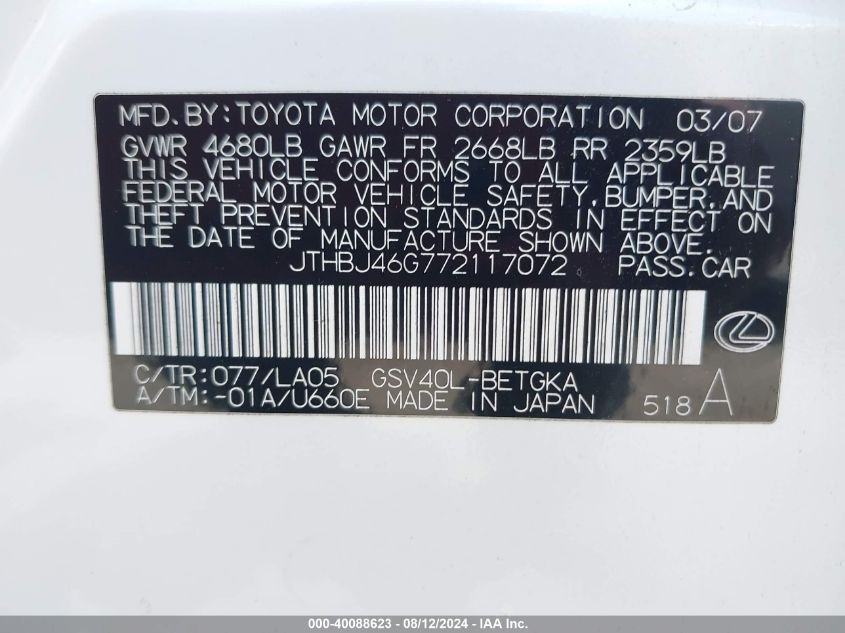 MFD.BY:TOYOTA MOTOR CORPORATION 03/07
GVWR 4680LB GAWR FR 2668LB RR 2359LB
THIS VEHICLE CONFORMS TO ALL APPLICABLE
FEDERAL MOTOR VEHICLE SAFETY,BUMPER,AND
THEFT PREVENTION STANDARDS IN EFFECT ON
THE DATE OF MANUFACTURE SHOWN ABOVE.
JTHBJ46G772117072 PASS.CAR
C/TR:077/LA05 GSV40L-BETGKA
A/TM:-01A/U660E MADE IN JAPAN 518 A
000-40088623 - 08/12/2024 - IAA Inc.